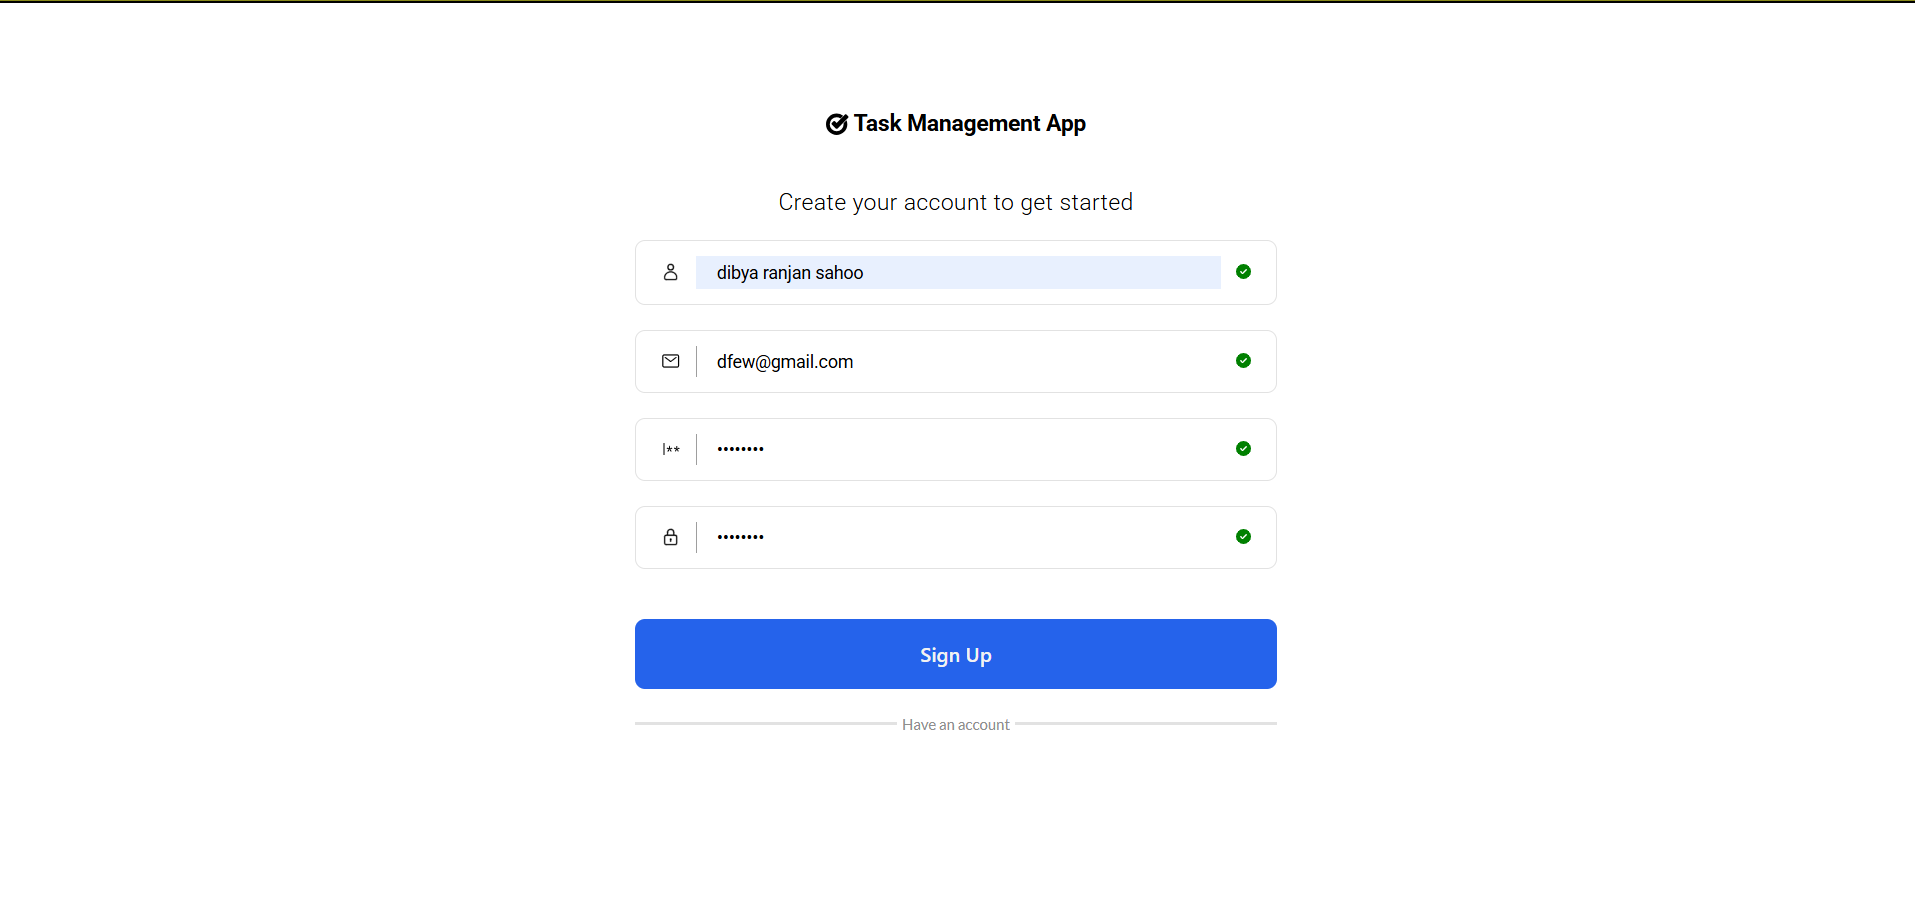 Task Management App
Create your account to get started
dibya ranjan sahoo
dfew@gmail.com
••••••••
••••••••
Sign Up
Have an account